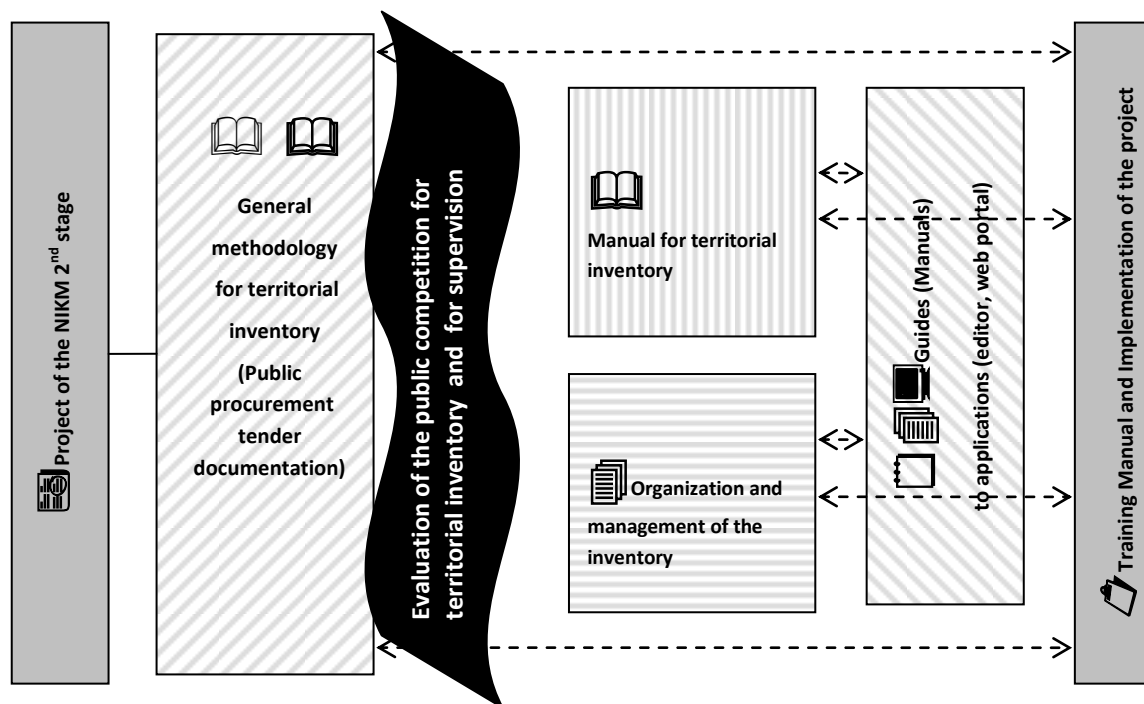 Project of the NIKM 2nd stage
General
methodology
for territorial
inventory
(Public
procurement
tender
documentation)
Evaluation of the public competition for
territorial inventory and for supervision
Manual for territorial
inventory
Organization and
management of the
inventory
Guides (Manuals)
to applications (editor, web portal)
Training Manual and Implementation of the project